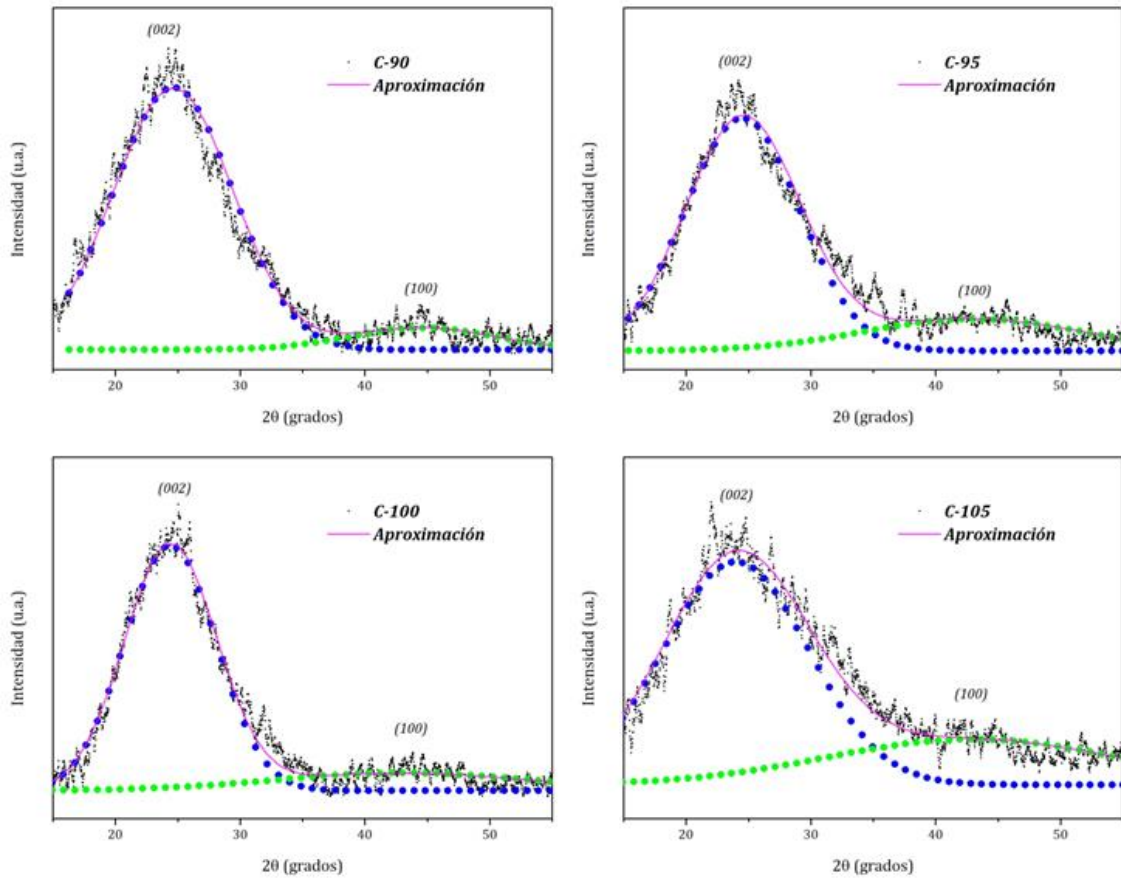 (002)
C-90
Aproximación
(100)
Intensidad (u.a.)
20 30 40 50
2θ (grados)
(002)
C-95
Aproximación
(100)
Intensidad (u.a.)
20 30 40 50
2θ (grados)
(002)
C-100
Aproximación
(100)
Intensidad (u.a.)
20 30 40 50
2θ (grados)
(002)
C-105
Aproximación
(100)
Intensidad (u.a.)
20 30 40 50
2θ (grados)